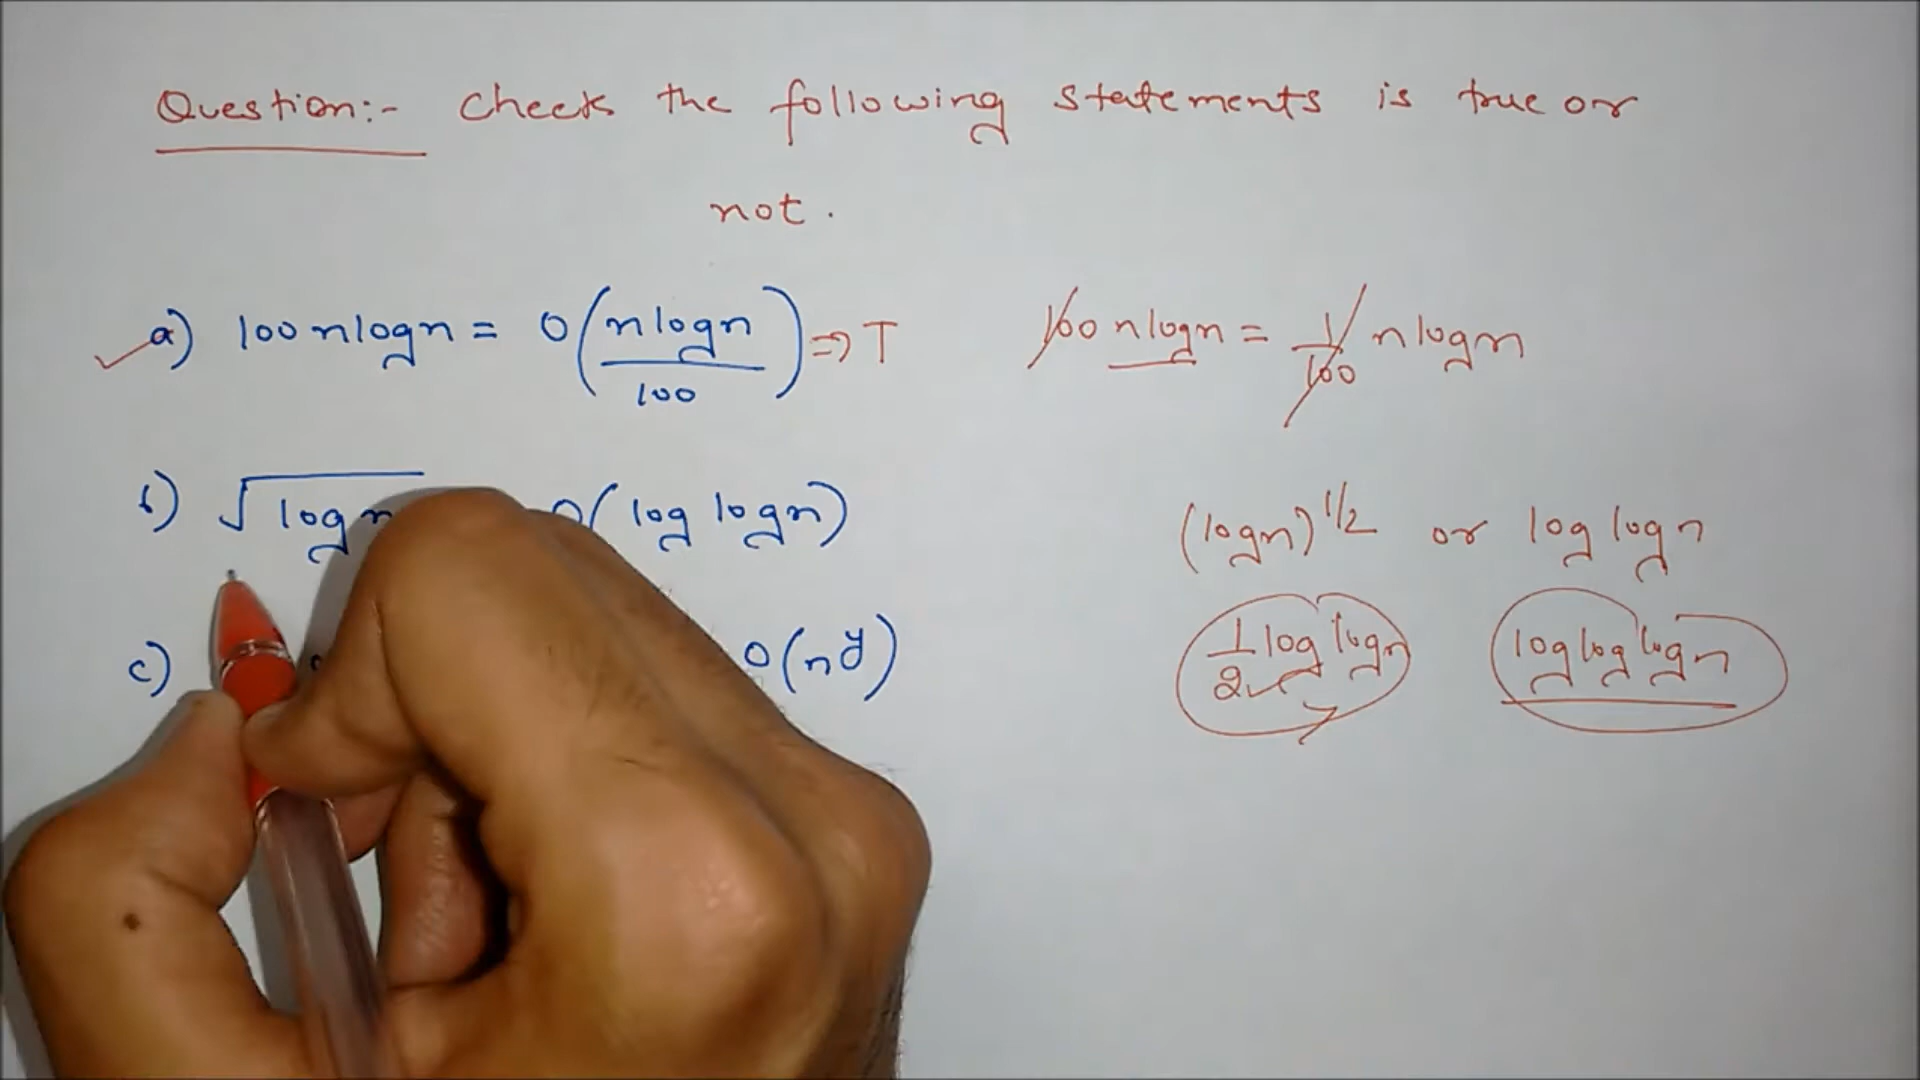 Question:- Check the following statements is true or
not.
a) 100 nlogn = O(nlogn/100) => T
100 nlogn = 1/100 nlogn
b) √logn O(log logn)
(logn)^1/2 or log logn
1/2 log logn log log logn
c) O(n^y)